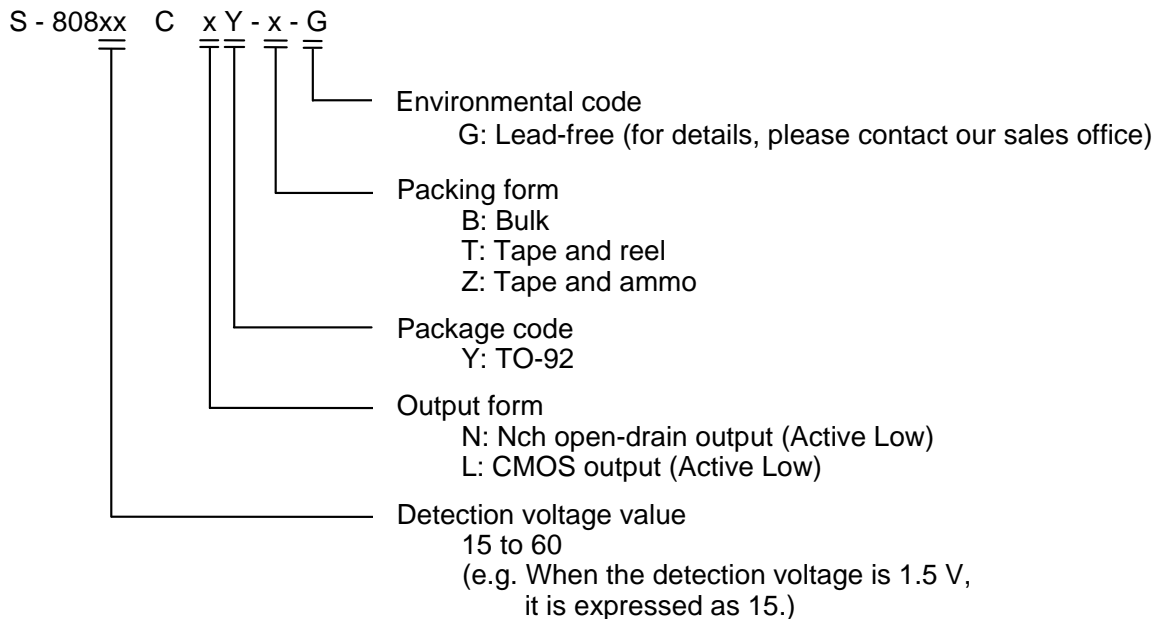 S - 808xx C x Y - x - G
Environmental code
G: Lead-free (for details, please contact our sales office)
Packing form
B: Bulk
T: Tape and reel
Z: Tape and ammo
Package code
Y: TO-92
Output form
N: Nch open-drain output (Active Low)
L: CMOS output (Active Low)
Detection voltage value
15 to 60
(e.g. When the detection voltage is 1.5 V,
it is expressed as 15.)